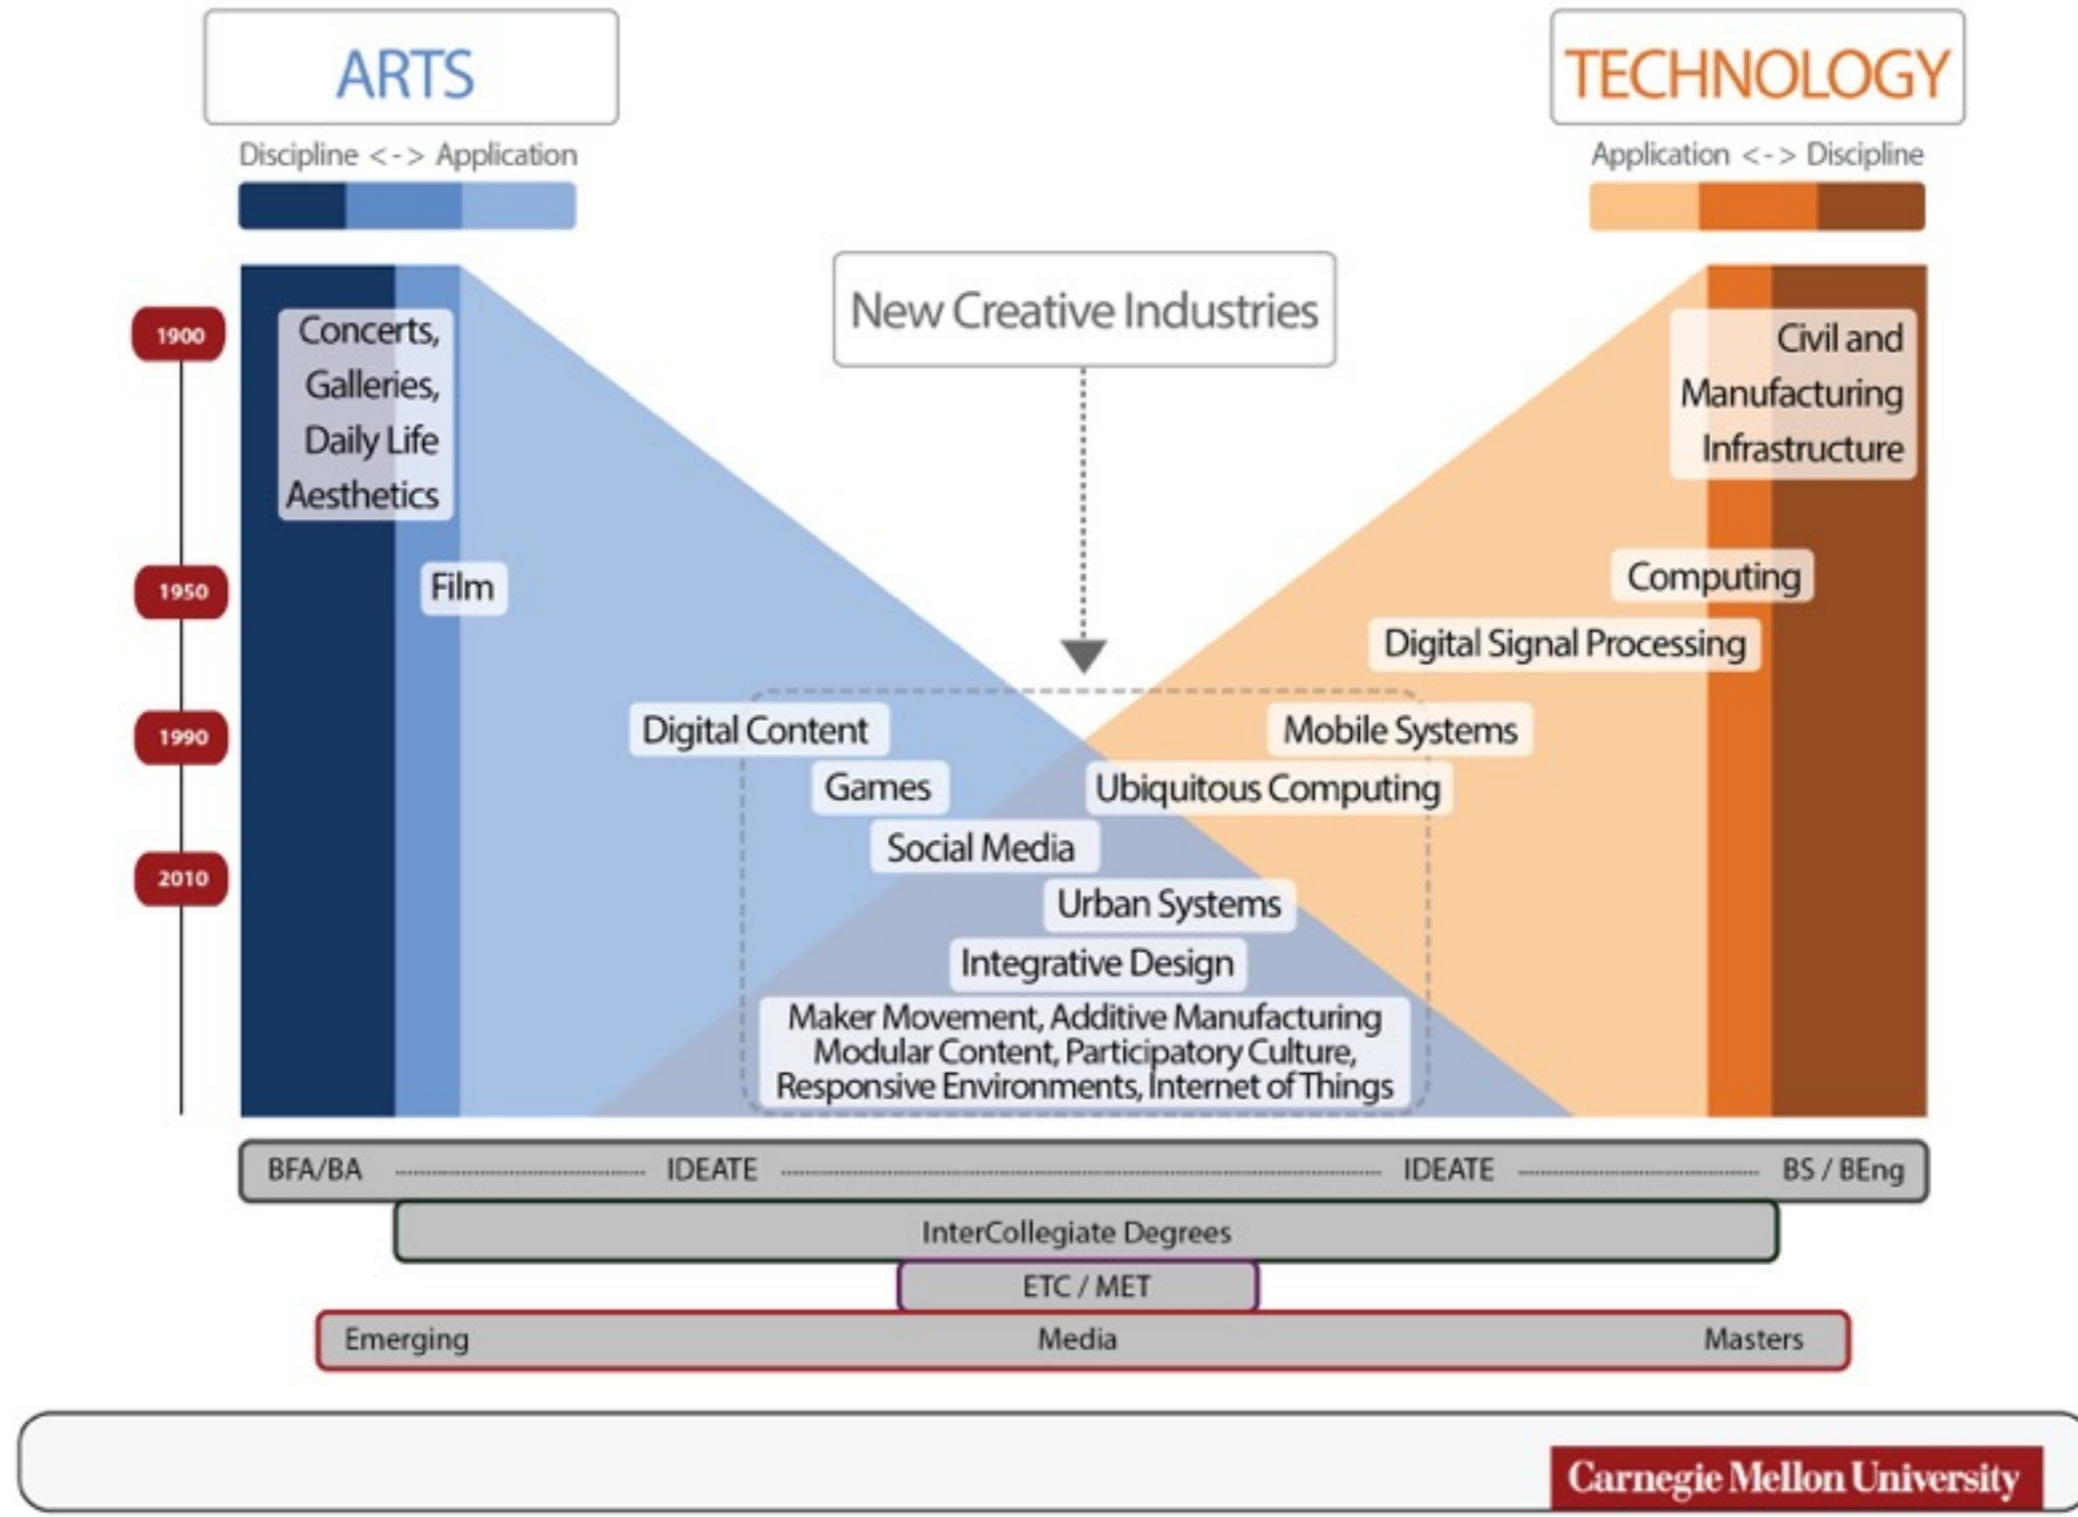 ARTS
TECHNOLOGY
Discipline <-> Application
Application <-> Discipline
New Creative Industries
1900
Concerts,
Galleries,
Daily Life
Aesthetics
Civil and
Manufacturing
Infrastructure
1950
Film
Computing
Digital Signal Processing
1990
Digital Content
Mobile Systems
Games
Ubiquitous Computing
Social Media
2010
Urban Systems
Integrative Design
Maker Movement, Additive Manufacturing
Modular Content, Participatory Culture,
Responsive Environments, Internet of Things
BFA/BA IDEATE IDEATE BS / BEng
InterCollegiate Degrees
ETC / MET
Emerging Media Masters
Carnegie Mellon University